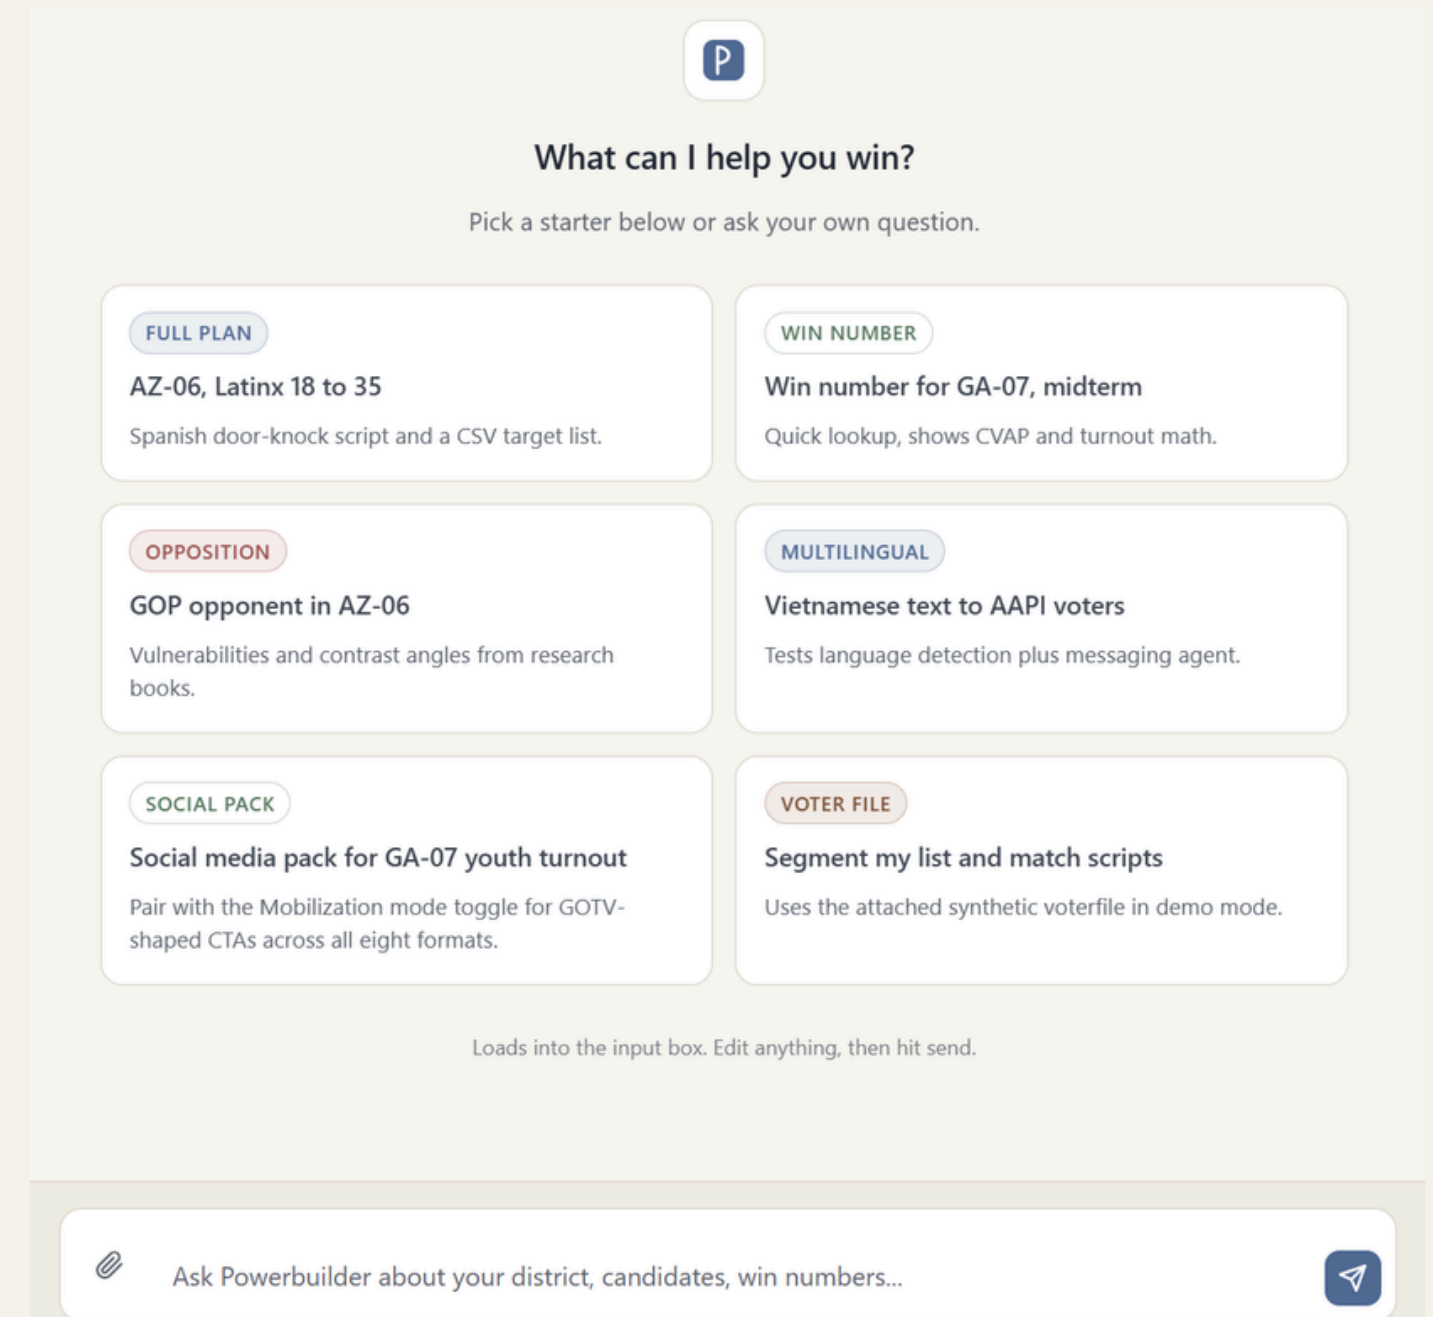 P
What can I help you win?
Pick a starter below or ask your own question.
FULL PLAN
AZ-06, Latinx 18 to 35
Spanish door-knock script and a CSV target list.
WIN NUMBER
Win number for GA-07, midterm
Quick lookup, shows CVAP and turnout math.
OPPOSITION
GOP opponent in AZ-06
Vulnerabilities and contrast angles from research
books.
MULTILINGUAL
Vietnamese text to AAPI voters
Tests language detection plus messaging agent.
SOCIAL PACK
Social media pack for GA-07 youth turnout
Pair with the Mobilization mode toggle for GOTV-
shaped CTAs across all eight formats.
VOTER FILE
Segment my list and match scripts
Uses the attached synthetic voterfile in demo mode.
Loads into the input box. Edit anything, then hit send.
Ask Powerbuilder about your district, candidates, win numbers...